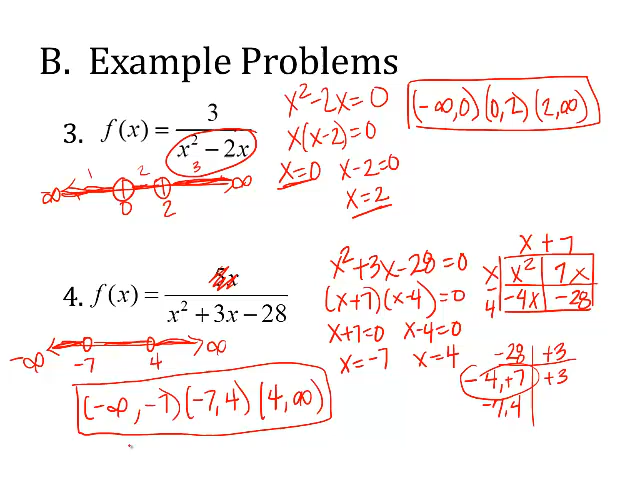 B. Example Problems
3. f(x) = 3 / (x² − 2x)
x² − 2x = 0
x(x−2) = 0
x = 0 x−2 = 0
x = 2
(−∞,0) (0,2) (2,∞)
1 2 3
∞ 0 2 ∞
4. f(x) = / (x² + 3x − 28)
x² + 3x − 28 = 0
(x+7)(x−4) = 0
x+7=0 x−4=0
x=−7 x=4
x + 7
x x² 7x
−4 −4x −28
−28 +3
−4,+7 +3
−7,4
−∞ −7 4 ∞
(−∞,−7) (−7,4) (4,∞)